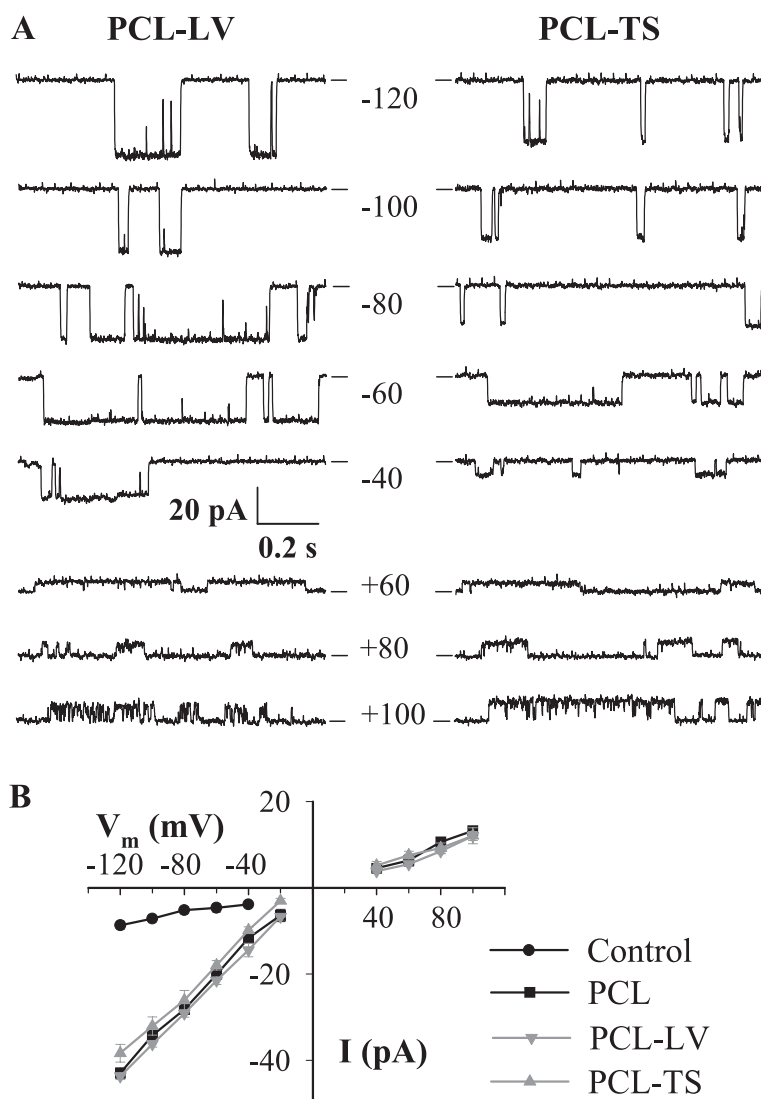 A
PCL-LV
PCL-TS
-120
-100
-80
-60
-40
20 pA
0.2 s
+60
+80
+100
B
V_m (mV)
20
-120 -80 -40
40 80
-20
-40
I (pA)
Control
PCL
PCL-LV
PCL-TS